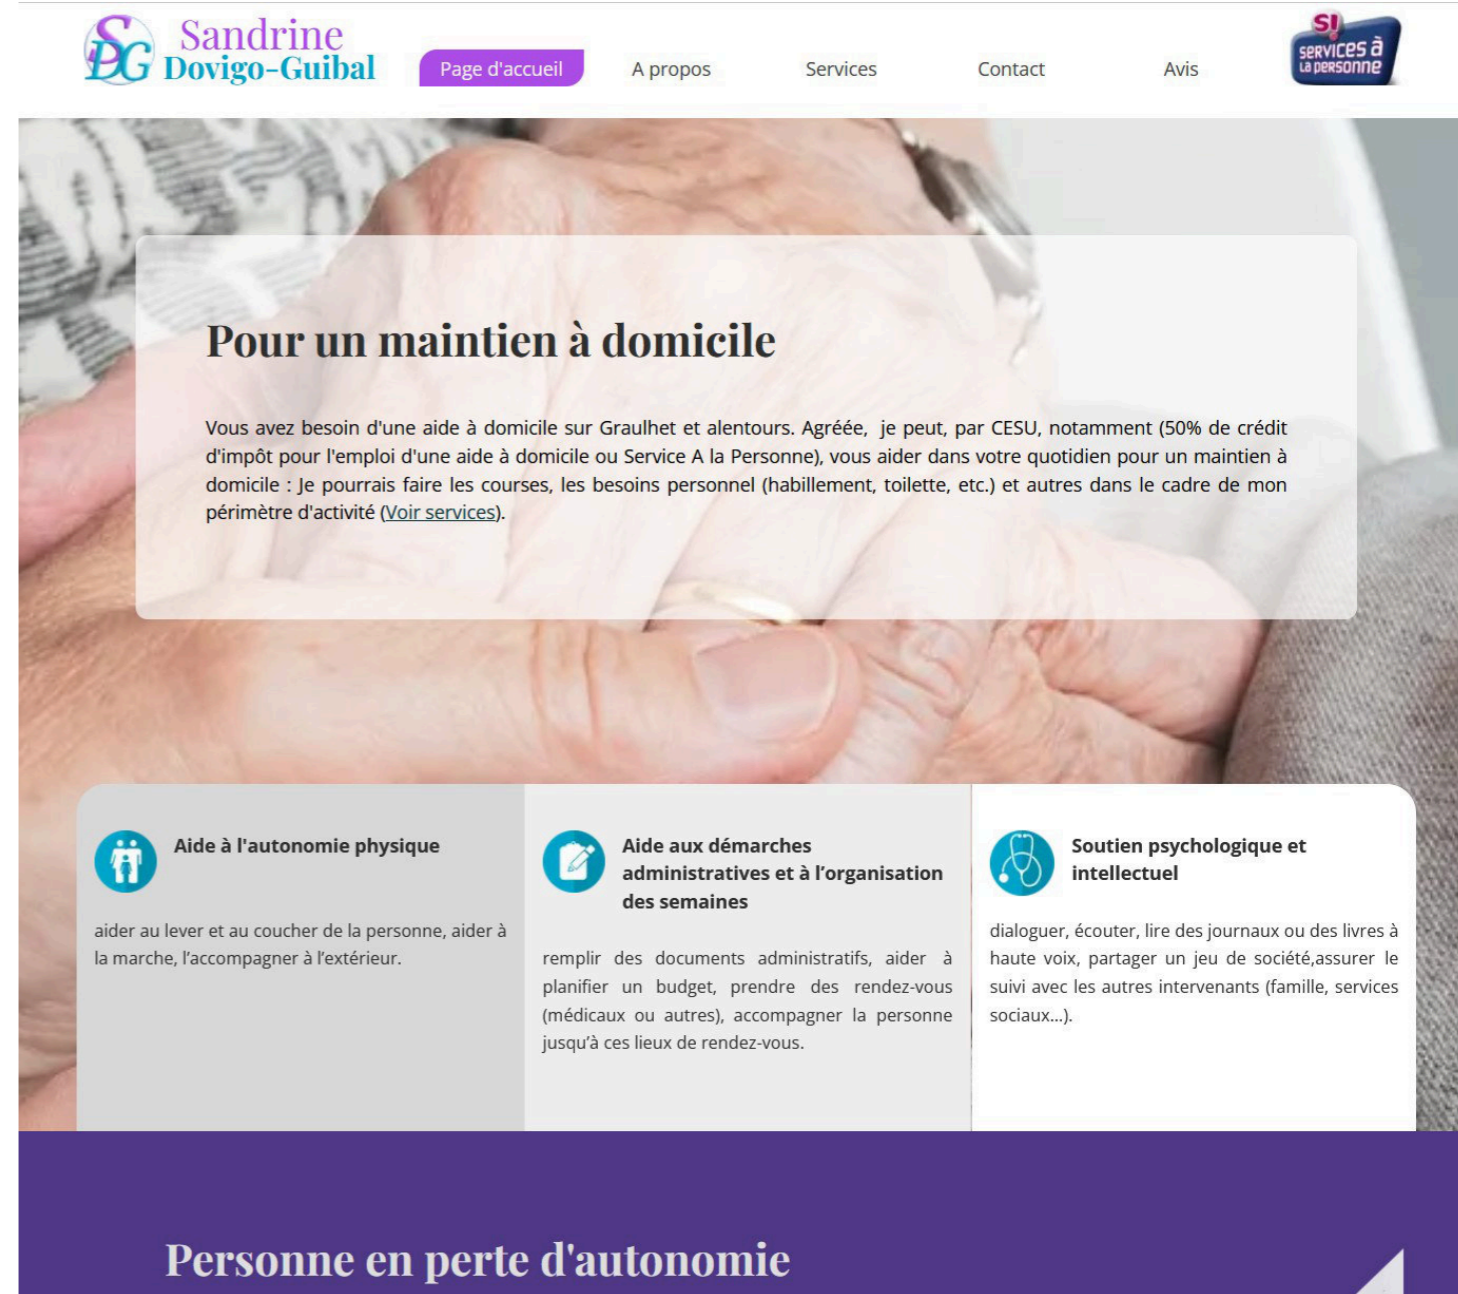 SDG
Sandrine
Dovigo-Guibal
Page d'accueil
A propos
Services
Contact
Avis
SERVICES à
La PERSONNE
Pour un maintien à domicile
Vous avez besoin d'une aide à domicile sur Graulhet et alentours. Agréée, je peut, par CESU, notamment (50% de crédit
d'impôt pour l'emploi d'une aide à domicile ou Service A la Personne), vous aider dans votre quotidien pour un maintien à
domicile : Je pourrais faire les courses, les besoins personnel (habillement, toilette, etc.) et autres dans le cadre de mon
périmètre d'activité (Voir services).
Aide à l'autonomie physique
aider au lever et au coucher de la personne, aider à
la marche, l’accompagner à l’extérieur.
Aide aux démarches
administratives et à l’organisation
des semaines
remplir des documents administratifs, aider à
planifier un budget, prendre des rendez-vous
(médicaux ou autres), accompagner la personne
jusqu’à ces lieux de rendez-vous.
Soutien psychologique et
intellectuel
dialoguer, écouter, lire des journaux ou des livres à
haute voix, partager un jeu de société,assurer le
suivi avec les autres intervenants (famille, services
sociaux...).
Personne en perte d'autonomie